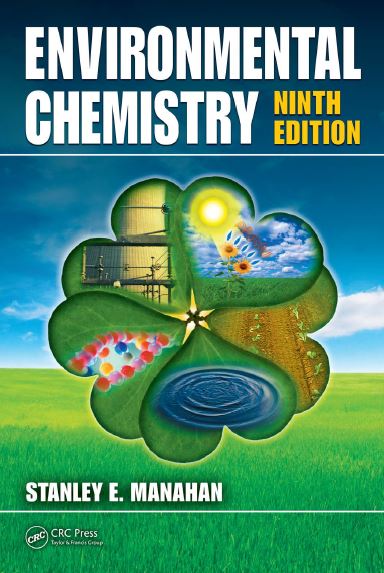 ENVIRONMENTAL
CHEMISTRY
NINTH
EDITION
STANLEY E. MANAHAN
CRC
CRC Press
Taylor & Francis Group